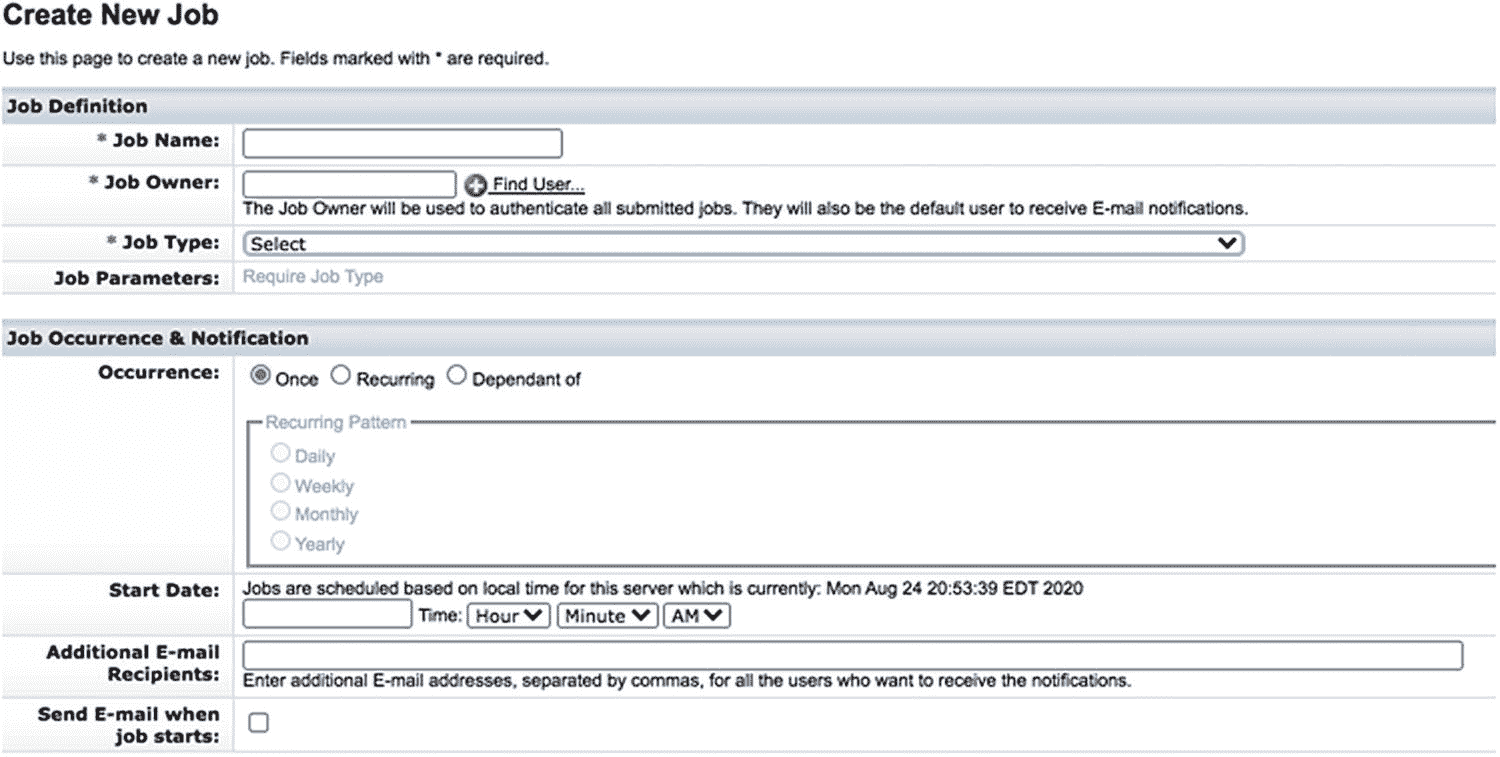 Create New Job
Use this page to create a new job. Fields marked with * are required.
Job Definition
* Job Name:
* Job Owner: Find User...
The Job Owner will be used to authenticate all submitted jobs. They will also be the default user to receive E-mail notifications.
* Job Type: Select
Job Parameters: Require Job Type
Job Occurrence & Notification
Occurrence: Once Recurring Dependant of
Recurring Pattern
Daily
Weekly
Monthly
Yearly
Start Date: Jobs are scheduled based on local time for this server which is currently: Mon Aug 24 20:53:39 EDT 2020
Time: Hour Minute AM
Additional E-mail
Recipients:
Enter additional E-mail addresses, separated by commas, for all the users who want to receive the notifications.
Send E-mail when
job starts: